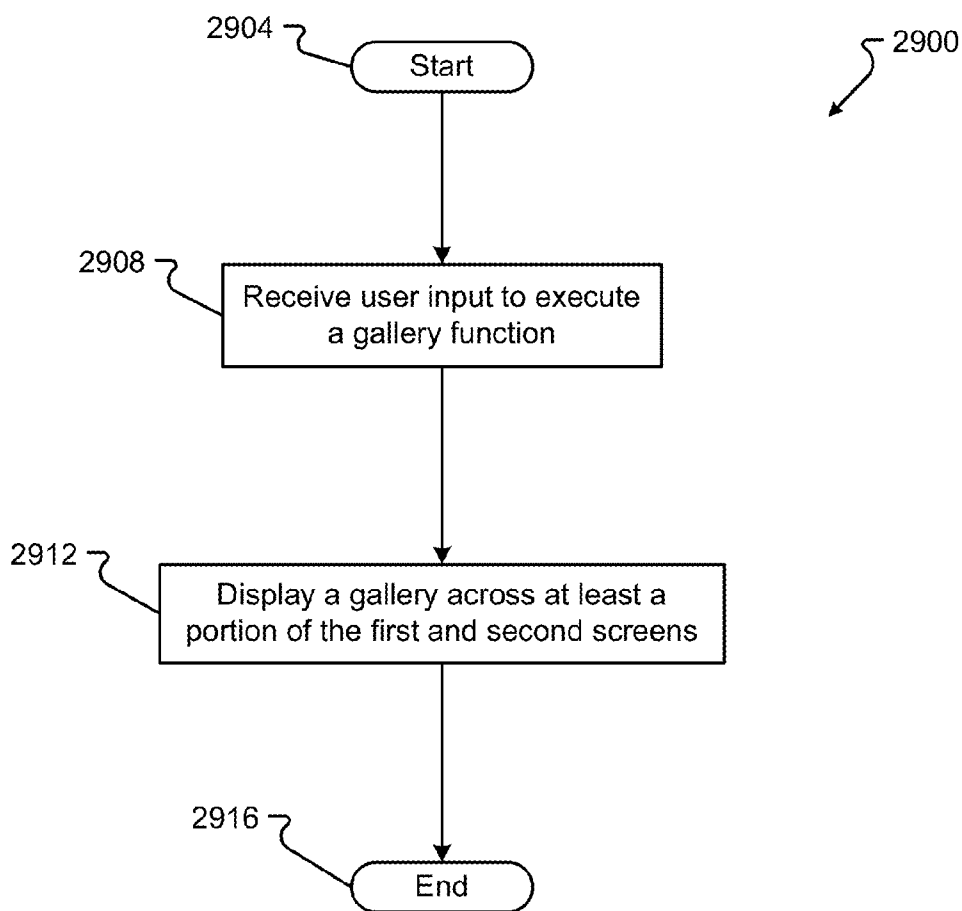 2904
Start
2900
2908
Receive user input to execute
a gallery function
2912
Display a gallery across at least a
portion of the first and second screens
2916
End